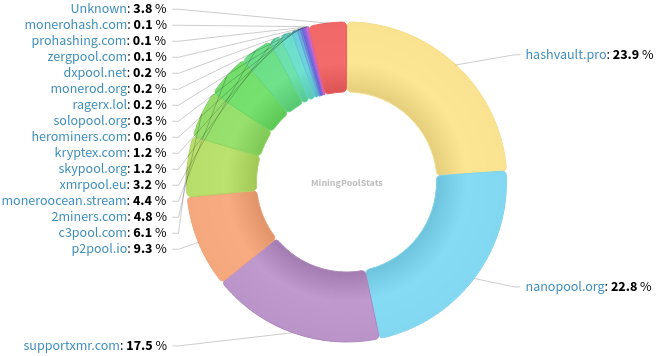 Unknown: 3.8 %
monerohash.com: 0.1 %
prohashing.com: 0.1 %
zergpool.com: 0.1 %
dxpool.net: 0.2 %
monerod.org: 0.2 %
ragerx.lol: 0.2 %
solopool.org: 0.3 %
herominers.com: 0.6 %
kryptex.com: 1.2 %
skypool.org: 1.2 %
xmrpool.eu: 3.2 %
moneroocean.stream: 4.4 %
2miners.com: 4.8 %
c3pool.com: 6.1 %
p2pool.io: 9.3 %
supportxmr.com: 17.5 %
MiningPoolStats
hashvault.pro: 23.9 %
nanopool.org: 22.8 %